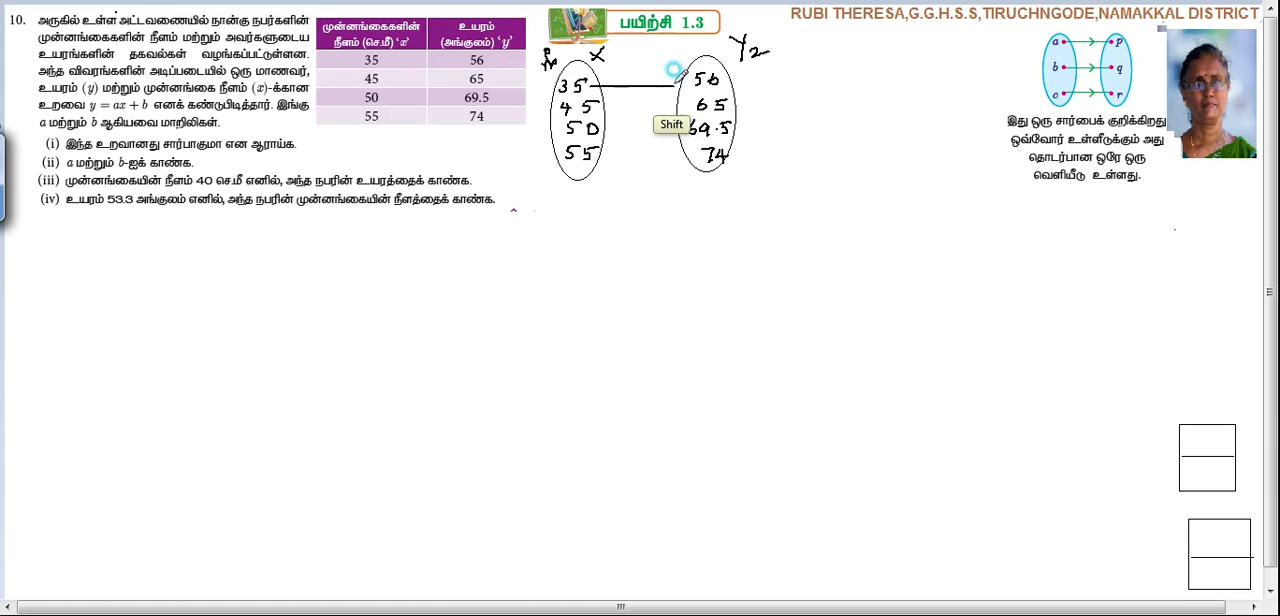 RUBI THERESA,G.G.H.S.S,TIRUCHNGODE,NAMAKKAL DISTRICT
பயிற்சி 1.3
10. அருகில் உள்ள அட்டவணையில் நான்கு நபர்களின்
முன்னங்கைகளின் நீளம் மற்றும் அவர்களுடைய
உயரங்களின் தகவல்கள் வழங்கப்பட்டுள்ளன.
அந்த விவரங்களின் அடிப்படையில் ஒரு மாணவர்,
உயரம் (y) மற்றும் முன்னங்கை நீளம் (x)-க்கான
உறவை y = ax + b எனக் கண்டுபிடித்தார். இங்கு
a மற்றும் b ஆகியவை மாறிலிகள்.
(i) இந்த உறவானது சார்பாகுமா என ஆராய்க.
(ii) a மற்றும் b-ஐக் காண்க.
(iii) முன்னங்கையின் நீளம் 40 செ.மீ எனில், அந்த நபரின் உயரத்தைக் காண்க.
(iv) உயரம் 53.3 அங்குலம் எனில், அந்த நபரின் முன்னங்கையின் நீளத்தைக் காண்க.
முன்னங்கைகளின் நீளம் (செ.மீ) 'x' உயரம் (அங்குலம்) 'y'
35 56
45 65
50 69.5
55 74
X Y
35 56
45 65
50 69.5
55 74
Shift
a p
b q
c r
இது ஒரு சார்பைக் குறிக்கிறது
ஒவ்வோர் உள்ளீடுக்கும் அது
தொடர்பான ஒரே ஒரு
வெளியீடு உள்ளது.